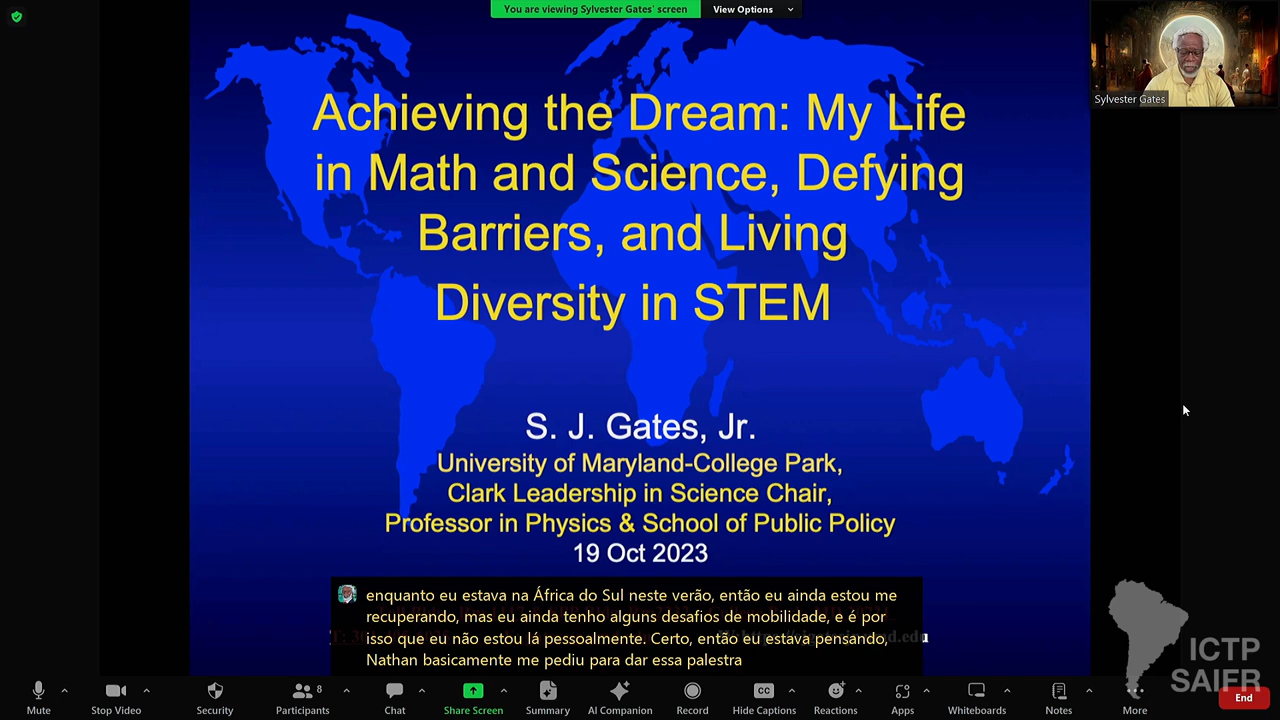 You are viewing Sylvester Gates' screen
View Options
Sylvester Gates
Achieving the Dream: My Life
in Math and Science, Defying
Barriers, and Living
Diversity in STEM
S. J. Gates, Jr.
University of Maryland-College Park,
Clark Leadership in Science Chair,
Professor in Physics & School of Public Policy
19 Oct 2023
enquanto eu estava na África do Sul neste verão, então eu ainda estou me
recuperando, mas eu ainda tenho alguns desafios de mobilidade, e é por
isso que eu não estou lá pessoalmente. Certo, então eu estava pensando,
Nathan basicamente me pediu para dar essa palestra
ICTP
SAIFR
Mute
Stop Video
Security
Participants
8
Chat
Share Screen
Summary
AI Companion
Record
CC
Hide Captions
Reactions
Apps
Whiteboards
Notes
More
End